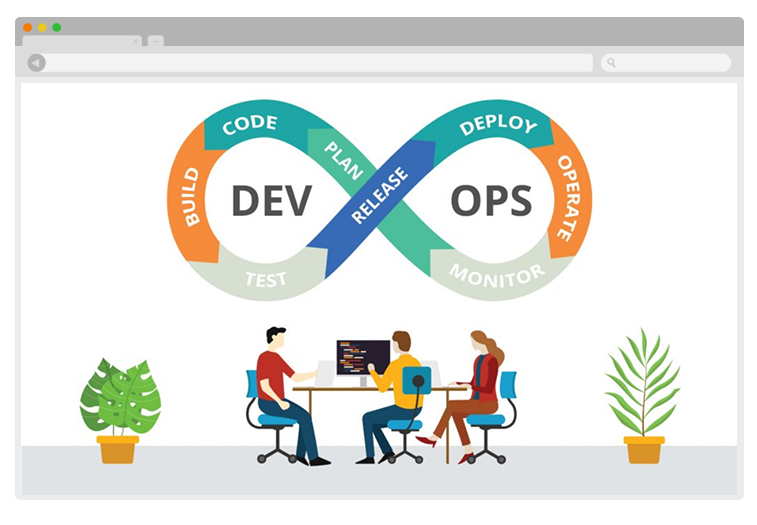 CODE
PLAN
DEPLOY
BUILD
DEV
RELEASE
OPS
OPERATE
TEST
MONITOR